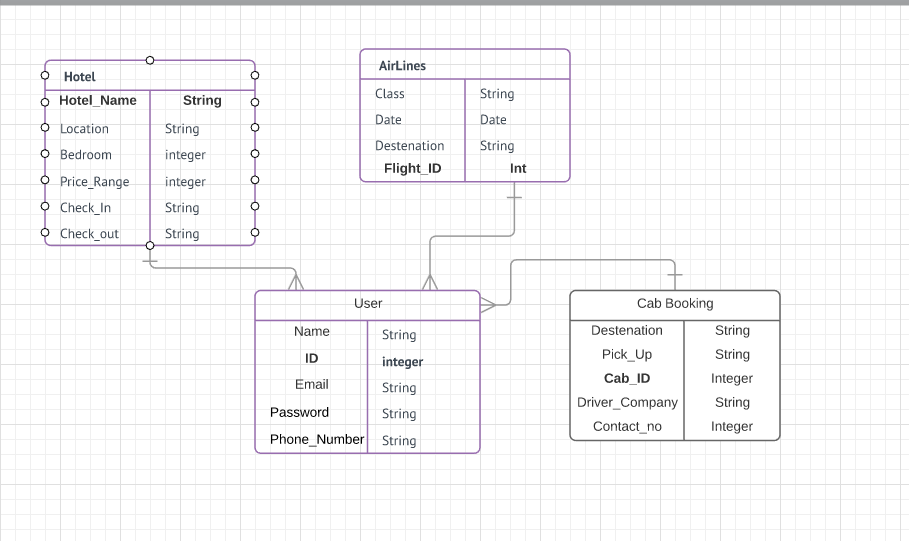 Hotel
Hotel_Name String
Location String
Bedroom integer
Price_Range integer
Check_In String
Check_out String
AirLines
Class String
Date Date
Destenation String
Flight_ID Int
User
Name String
ID integer
Email String
Password String
Phone_Number String
Cab Booking
Destenation String
Pick_Up String
Cab_ID Integer
Driver_Company String
Contact_no Integer